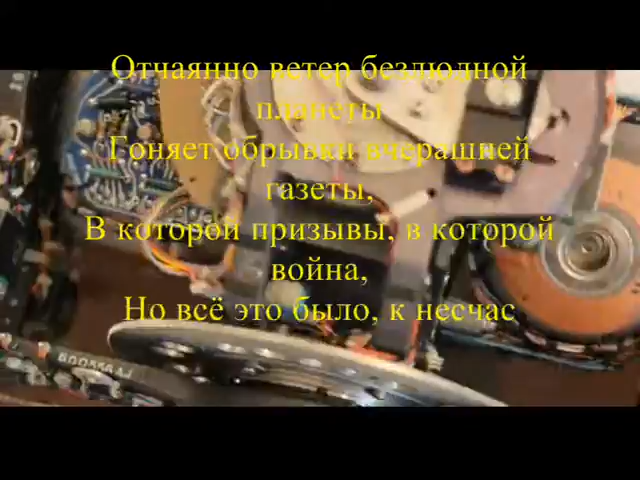 Отчаянно ветер безлюдной
планеты
Гоняет обрывки вчерашней
газеты,
В которой призывы, в которой
война,
Но всё это было, к несчас